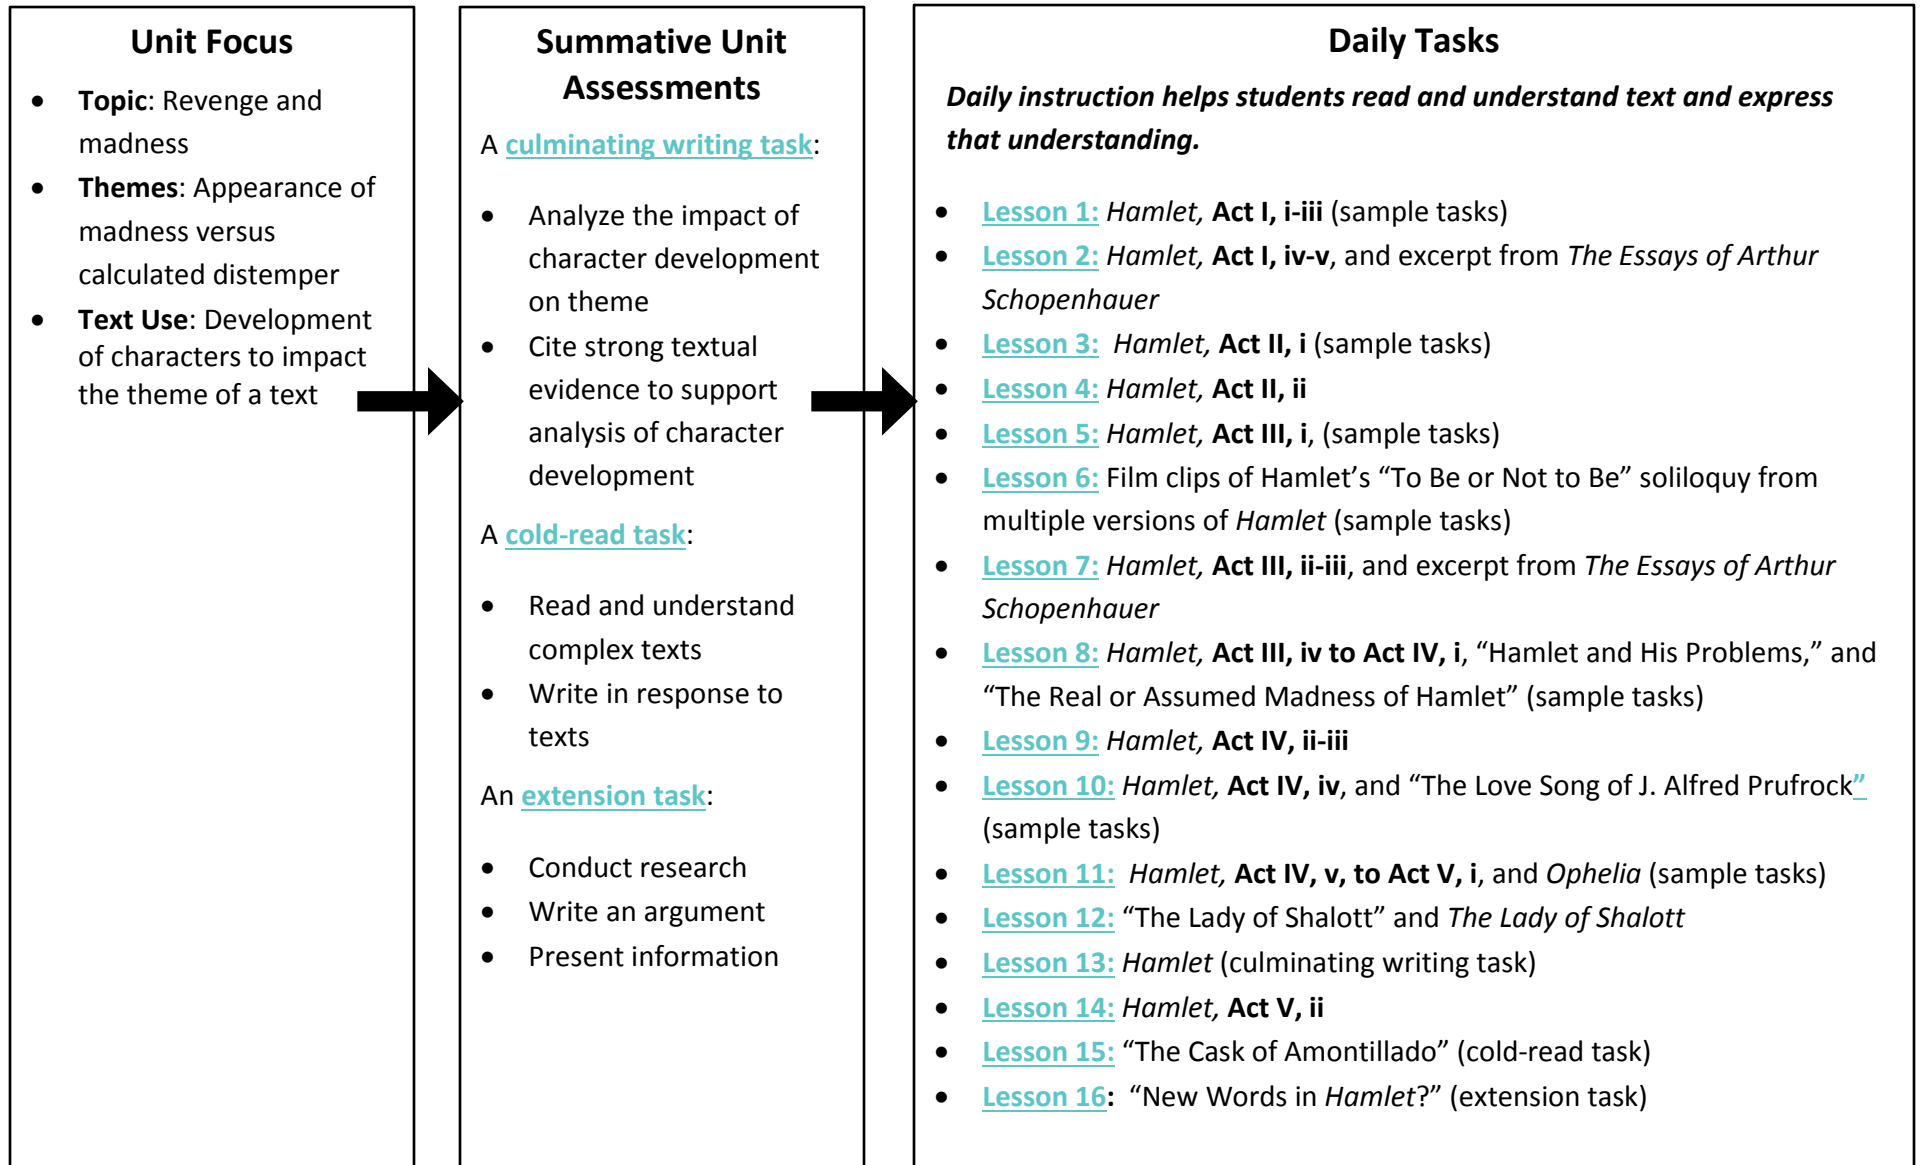 Unit Focus
• Topic: Revenge and
madness
• Themes: Appearance of
madness versus
calculated distemper
• Text Use: Development
of characters to impact
the theme of a text
Summative Unit
Assessments
A culminating writing task:
• Analyze the impact of
character development
on theme
• Cite strong textual
evidence to support
analysis of character
development
A cold-read task:
• Read and understand
complex texts
• Write in response to
texts
An extension task:
• Conduct research
• Write an argument
• Present information
Daily Tasks
Daily instruction helps students read and understand text and express
that understanding.
• Lesson 1: Hamlet, Act I, i-iii (sample tasks)
• Lesson 2: Hamlet, Act I, iv-v, and excerpt from The Essays of Arthur
Schopenhauer
• Lesson 3: Hamlet, Act II, i (sample tasks)
• Lesson 4: Hamlet, Act II, ii
• Lesson 5: Hamlet, Act III, i, (sample tasks)
• Lesson 6: Film clips of Hamlet’s “To Be or Not to Be” soliloquy from
multiple versions of Hamlet (sample tasks)
• Lesson 7: Hamlet, Act III, ii-iii, and excerpt from The Essays of Arthur
Schopenhauer
• Lesson 8: Hamlet, Act III, iv to Act IV, i, “Hamlet and His Problems,” and
“The Real or Assumed Madness of Hamlet” (sample tasks)
• Lesson 9: Hamlet, Act IV, ii-iii
• Lesson 10: Hamlet, Act IV, iv, and “The Love Song of J. Alfred Prufrock”
(sample tasks)
• Lesson 11: Hamlet, Act IV, v, to Act V, i, and Ophelia (sample tasks)
• Lesson 12: “The Lady of Shalott” and The Lady of Shalott
• Lesson 13: Hamlet (culminating writing task)
• Lesson 14: Hamlet, Act V, ii
• Lesson 15: “The Cask of Amontillado” (cold-read task)
• Lesson 16: “New Words in Hamlet?” (extension task)